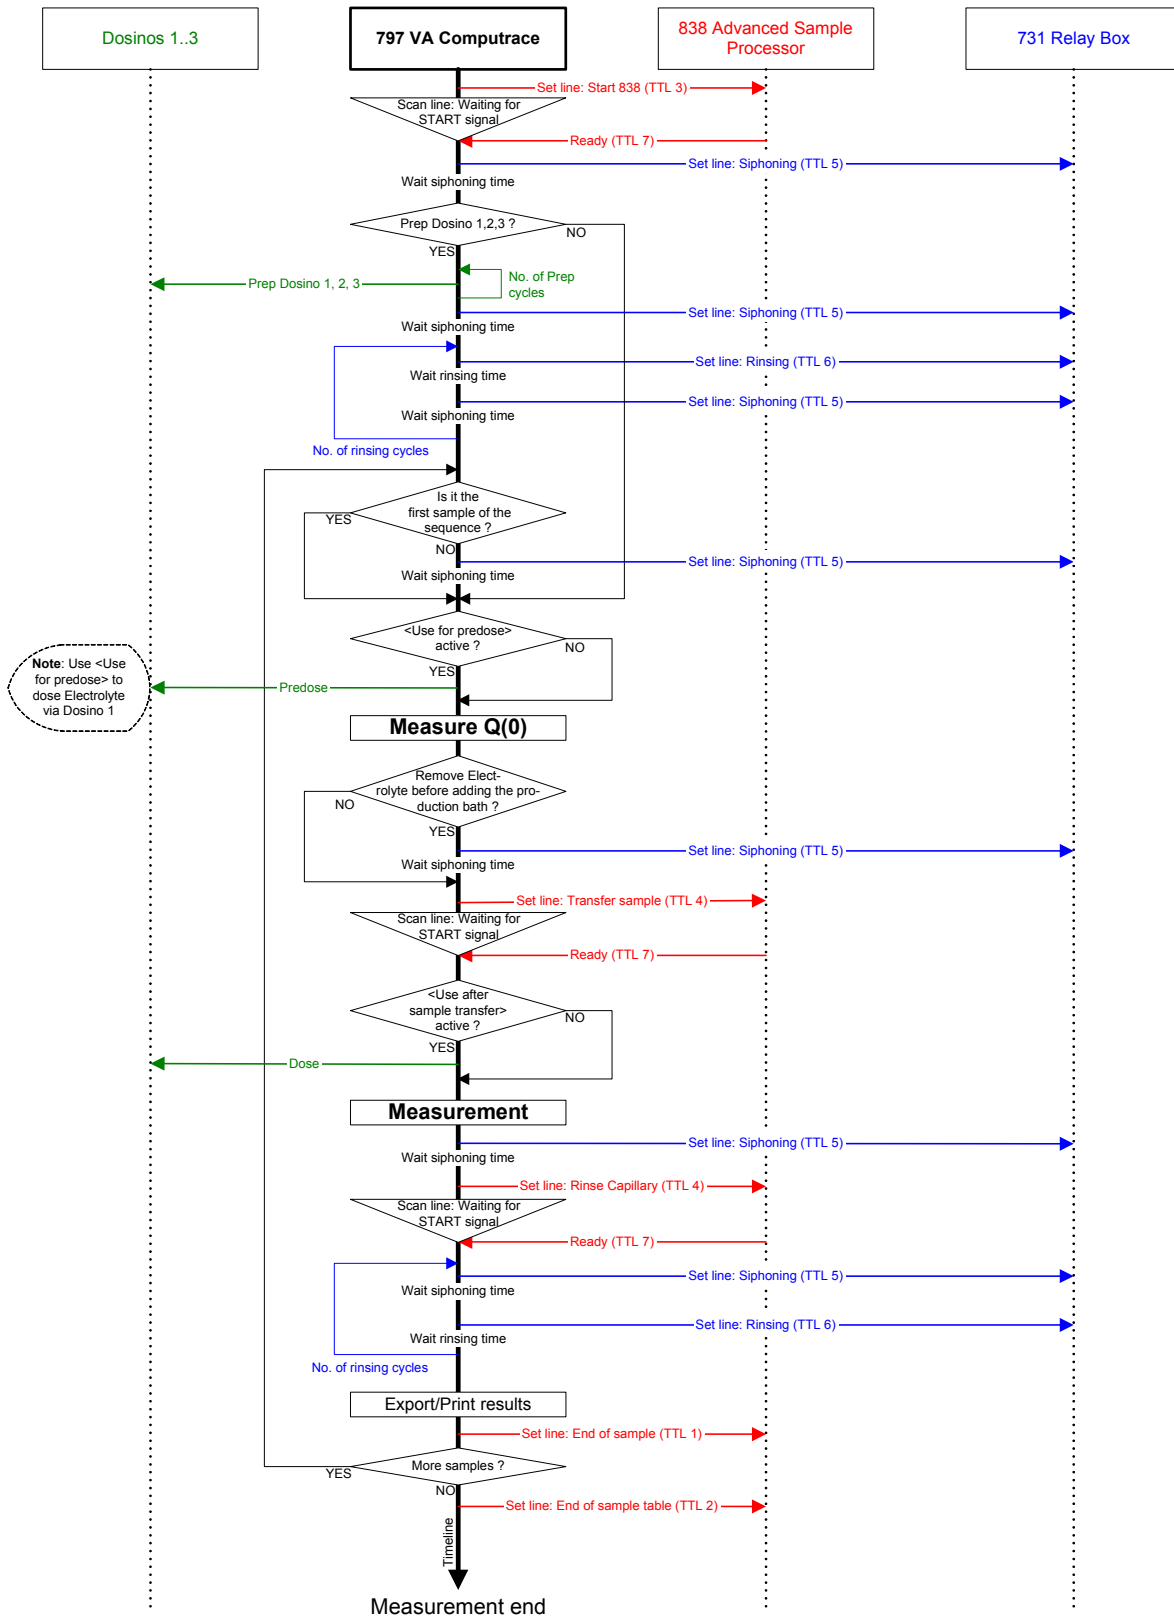 Dosinos 1..3
797 VA Computrace
838 Advanced Sample
Processor
731 Relay Box
Set line: Start 838 (TTL 3)
Scan line: Waiting for
START signal
Ready (TTL 7)
Set line: Siphoning (TTL 5)
Wait siphoning time
Prep Dosino 1,2,3 ?
NO
YES
No. of Prep
cycles
Prep Dosino 1, 2, 3
Set line: Siphoning (TTL 5)
Wait siphoning time
Set line: Rinsing (TTL 6)
Wait rinsing time
Set line: Siphoning (TTL 5)
Wait siphoning time
No. of rinsing cycles
Is it the
first sample of the
sequence ?
YES
NO
Set line: Siphoning (TTL 5)
Wait siphoning time
<Use for predose>
active ?
NO
YES
Note: Use <Use
for predose> to
dose Electrolyte
via Dosino 1
Predose
Measure Q(0)
Remove Elect-
rolyte before adding the pro-
duction bath ?
NO
YES
Set line: Siphoning (TTL 5)
Wait siphoning time
Set line: Transfer sample (TTL 4)
Scan line: Waiting for
START signal
Ready (TTL 7)
<Use after
sample transfer>
active ?
NO
YES
Dose
Measurement
Set line: Siphoning (TTL 5)
Wait siphoning time
Set line: Rinse Capillary (TTL 4)
Scan line: Waiting for
START signal
Ready (TTL 7)
Set line: Siphoning (TTL 5)
Wait siphoning time
Set line: Rinsing (TTL 6)
Wait rinsing time
No. of rinsing cycles
Export/Print results
Set line: End of sample (TTL 1)
More samples ?
YES
NO
Set line: End of sample table (TTL 2)
Timeline
Measurement end